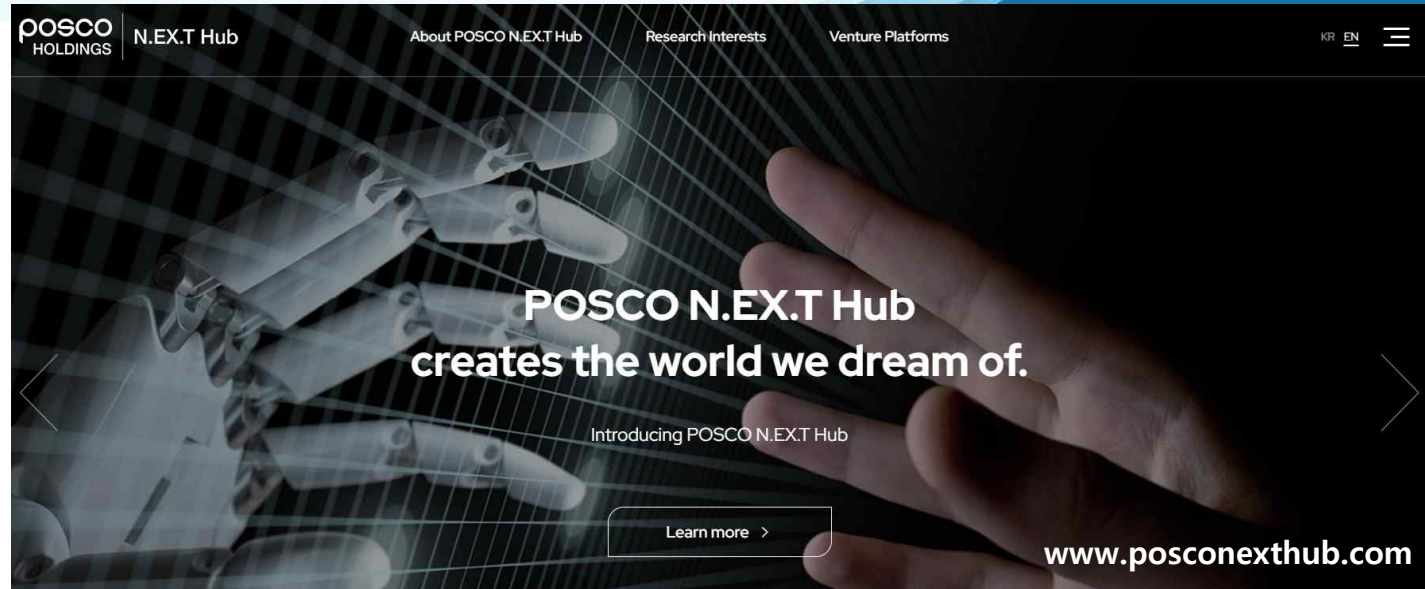 posco
HOLDINGS
N.EX.T Hub
About POSCO N.EX.T Hub
Research Interests
Venture Platforms
KR EN
POSCO N.EX.T Hub
creates the world we dream of.
Introducing POSCO N.EX.T Hub
Learn more >
www.posconexthub.com